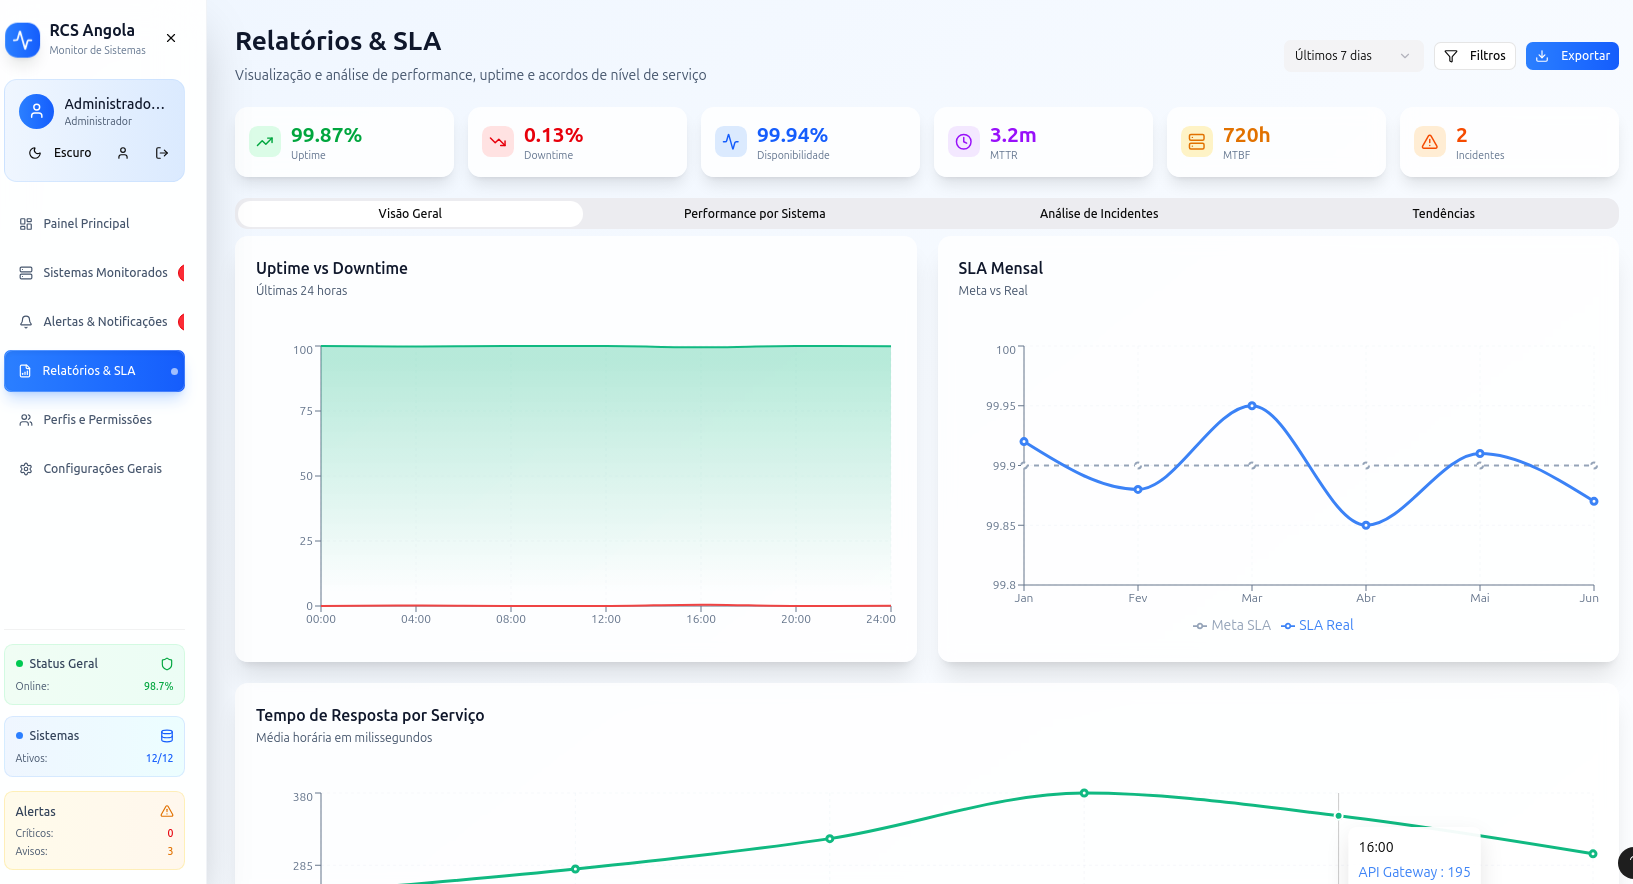 RCS Angola
Monitor de Sistemas
Administrado...
Administrador
Escuro
Painel Principal
Sistemas Monitorados
Alertas & Notificações
Relatórios & SLA
Perfis e Permissões
Configurações Gerais
Status Geral
Online: 98.7%
Sistemas
Ativos: 12/12
Alertas
Críticos: 0
Avisos: 3
Relatórios & SLA
Visualização e análise de performance, uptime e acordos de nível de serviço
Últimos 7 dias
Filtros
Exportar
99.87%
Uptime
0.13%
Downtime
99.94%
Disponibilidade
3.2m
MTTR
720h
MTBF
2
Incidentes
Visão Geral
Performance por Sistema
Análise de Incidentes
Tendências
Uptime vs Downtime
Últimas 24 horas
100
75
50
25
0
00:00 04:00 08:00 12:00 16:00 20:00 24:00
SLA Mensal
Meta vs Real
100
99.95
99.9
99.85
99.8
Jan Fev Mar Abr Mai Jun
Meta SLA SLA Real
Tempo de Resposta por Serviço
Média horária em milissegundos
380
285
16:00
API Gateway : 195